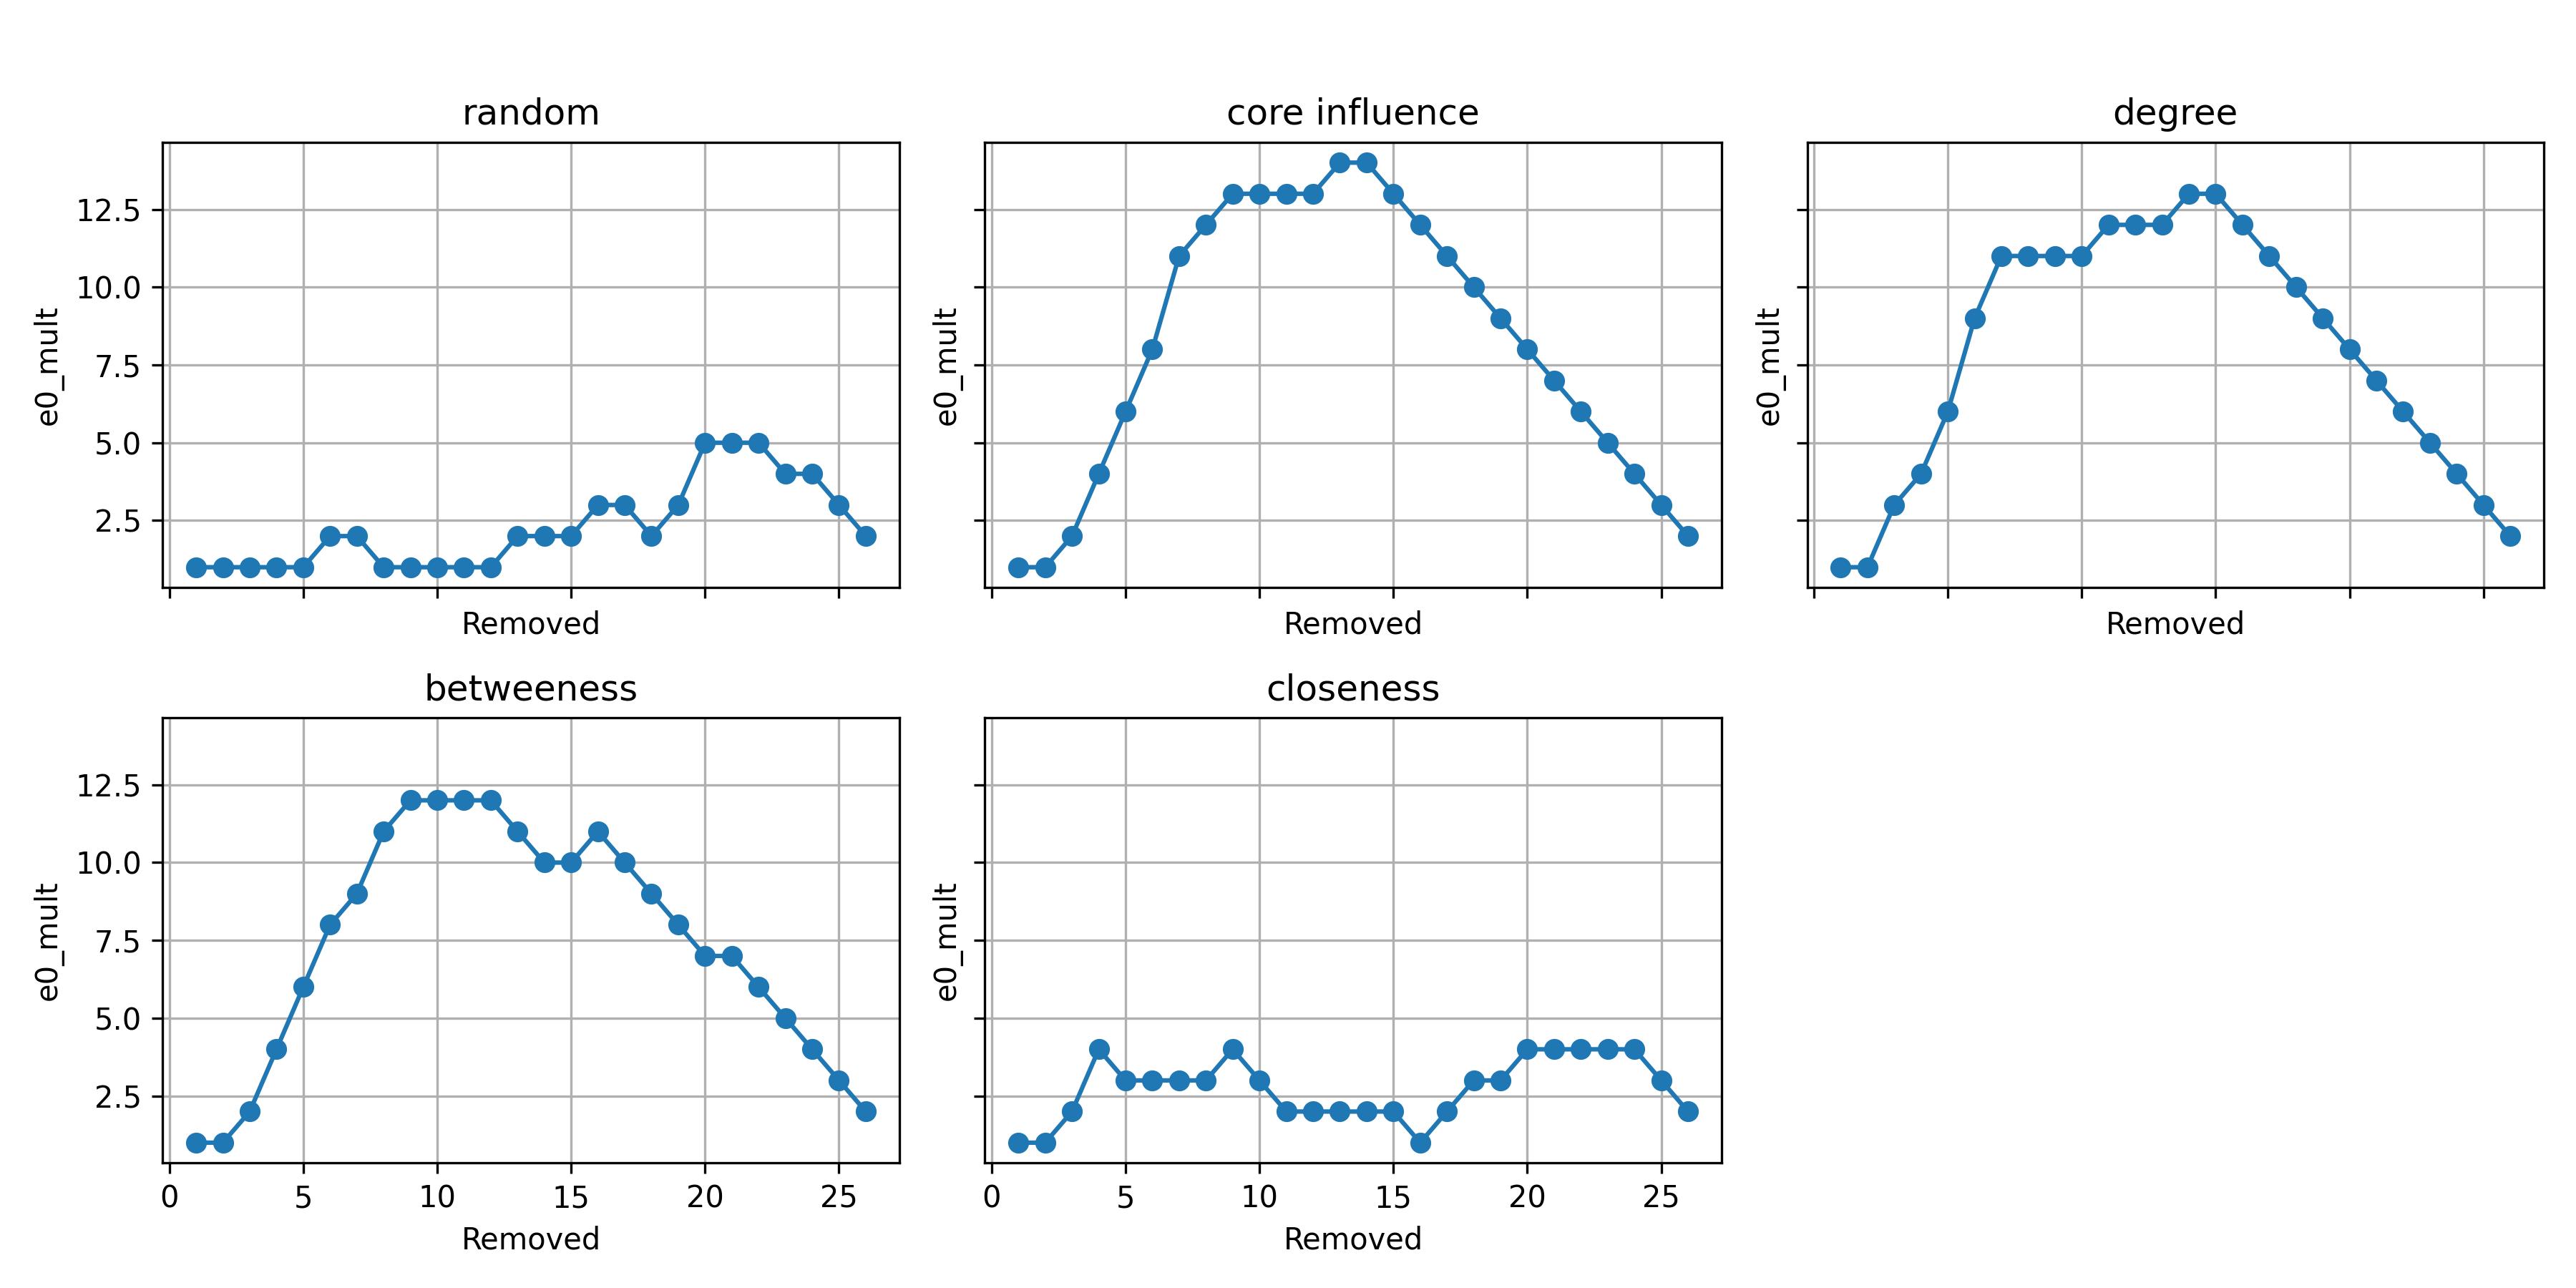 random
core influence
degree
12.5
10.0
7.5
5.0
2.5
e0_mult
e0_mult
e0_mult
Removed
Removed
Removed
betweeness
closeness
12.5
10.0
7.5
5.0
2.5
e0_mult
e0_mult
0 5 10 15 20 25
0 5 10 15 20 25
Removed
Removed